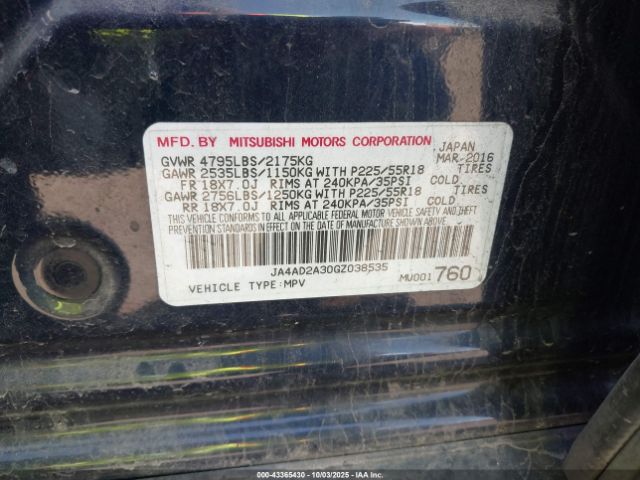 MFD. BY MITSUBISHI MOTORS CORPORATION JAPAN
GVWR 4795LBS/2175KG MAR.2016
GAWR 2535LBS/1150KG WITH P225/55R18 TIRES
FR 18X7.0J RIMS AT 240KPA/35PSI COLD
GAWR 2756LBS/1250KG WITH P225/55R18 TIRES
RR 18X7.0J RIMS AT 240KPA/35PSI COLD
THIS VEHICLE CONFORMS TO ALL APPLICABLE FEDERAL MOTOR VEHICLE SAFETY AND THEFT
PREVENTION STANDARDS IN EFFECT ON THE DATE OF MANUFACTURE SHOWN ABOVE.
JA4AD2A30GZ038535
VEHICLE TYPE:MPV MU001 760
00-43365430 - 10/03/2025 - Copart USA